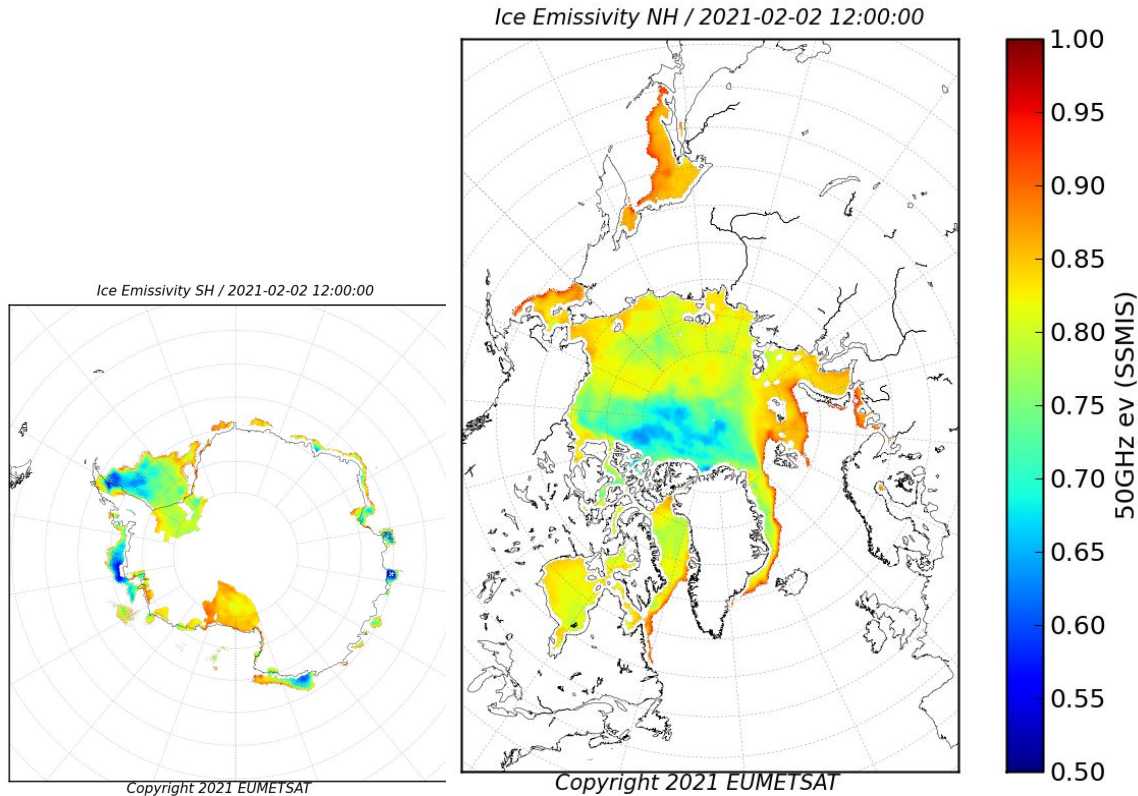 Ice Emissivity NH / 2021-02-02 12:00:00
Ice Emissivity SH / 2021-02-02 12:00:00
1.00
0.95
0.90
0.85
0.80
0.75
0.70
0.65
0.60
0.55
0.50
50GHz ev (SSMIS)
Copyright 2021 EUMETSAT
Copyright 2021 EUMETSAT